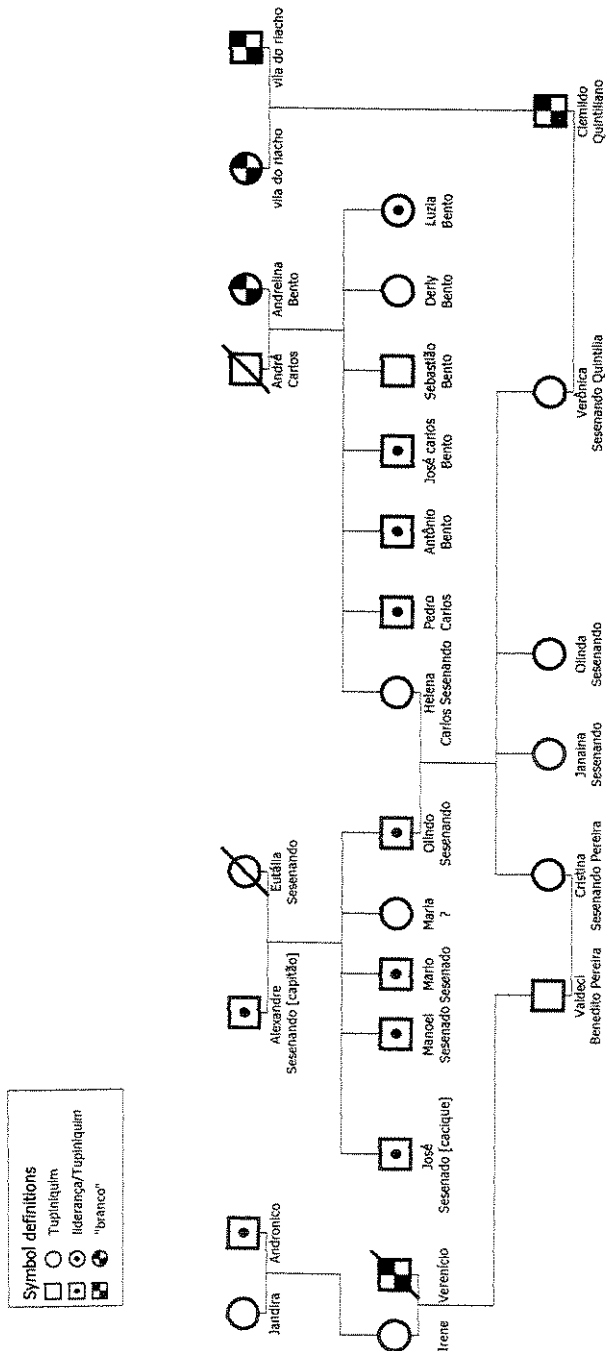 Symbol definitions
Tupiniquim
liderança/Tupiniquim
"branco"
Jandira
Andronico
Alexandre
Sesenando [capitão]
Eutália
Sesenando
André
Carlos
Andrelina
Bento
vila do riacho
vila do riacho
Irene
Verenício
José
Sesenado [cacique]
Manoel
Sesenado
Mario
Sesenado
Maria
?
Olindo
Sesenando
Helena
Carlos Sesenando
Pedro
Carlos
Antônio
Bento
José carlos
Bento
Sebastião
Bento
Derly
Bento
Luzia
Bento
Valdeci
Benedito Pereira
Cristina
Sesenando Pereira
Janaina
Sesenando
Olinda
Sesenando
Verônica
Sesenando Quintilia
Clemildo
Quintiliano